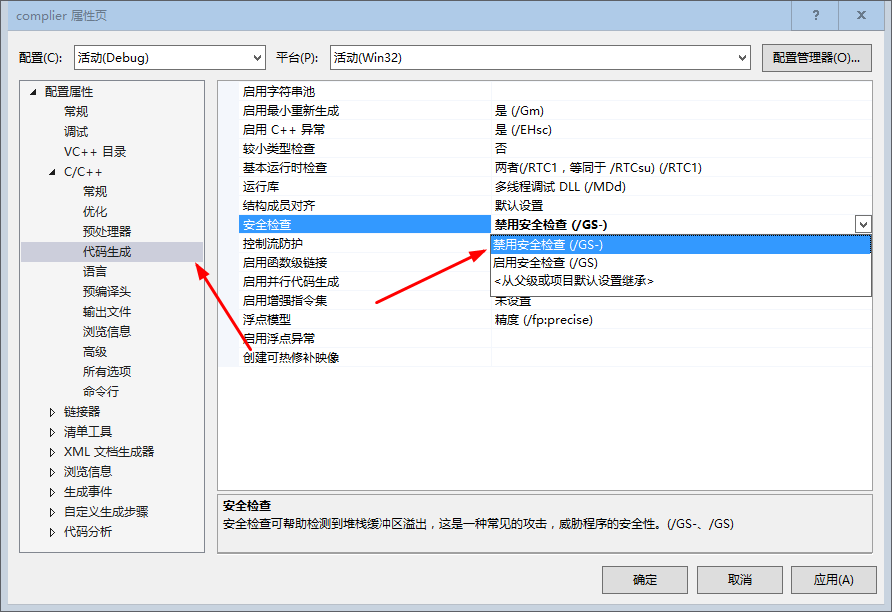 complier 属性页
?
x
配置(C): 活动(Debug) 平台(P): 活动(Win32) 配置管理器(O)...
配置属性
常规
调试
VC++ 目录
C/C++
常规
优化
预处理器
代码生成
语言
预编译头
输出文件
浏览信息
高级
所有选项
命令行
链接器
清单工具
XML 文档生成器
浏览信息
生成事件
自定义生成步骤
代码分析
启用字符串池
启用最小重新生成 是 (/Gm)
启用 C++ 异常 是 (/EHsc)
较小类型检查 否
基本运行时检查 两者(/RTC1，等同于 /RTCsu) (/RTC1)
运行库 多线程调试 DLL (/MDd)
结构成员对齐 默认设置
安全检查 禁用安全检查 (/GS-)
控制流防护 禁用安全检查 (/GS-)
启用函数级链接 启用安全检查 (/GS)
启用并行代码生成 <从父级或项目默认设置继承>
启用增强指令集 未设置
浮点模型 精度 (/fp:precise)
启用浮点异常
创建可热修补映像
安全检查
安全检查可帮助检测到堆栈缓冲区溢出，这是一种常见的攻击，威胁程序的安全性。(/GS-、/GS)
确定 取消 应用(A)